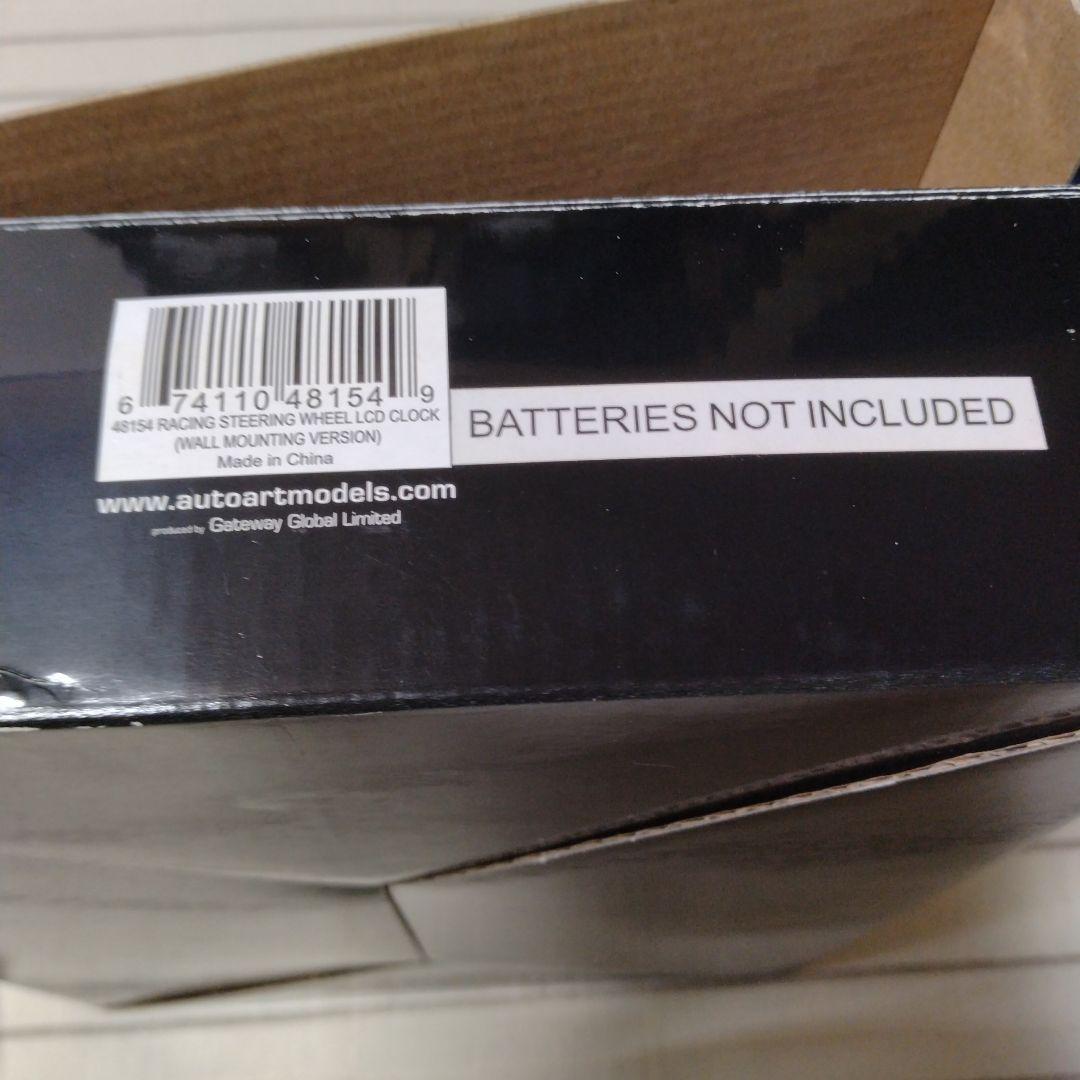 6 74110 48154 9
48154 RACING STEERING WHEEL LCD CLOCK
(WALL MOUNTING VERSION)
Made in China
BATTERIES NOT INCLUDED
www.autoartmodels.com
produced by Gateway Global Limited